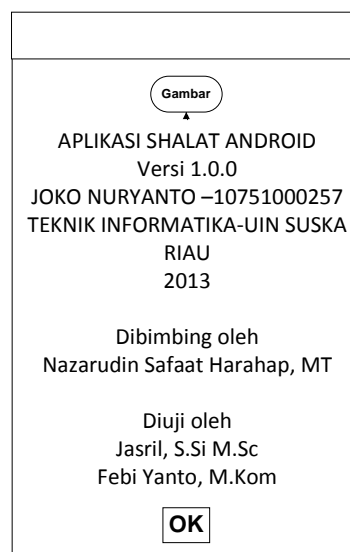 Gambar
APLIKASI SHALAT ANDROID
Versi 1.0.0
JOKO NURYANTO –10751000257
TEKNIK INFORMATIKA-UIN SUSKA
RIAU
2013
Dibimbing oleh
Nazarudin Safaat Harahap, MT
Diuji oleh
Jasril, S.Si M.Sc
Febi Yanto, M.Kom
OK